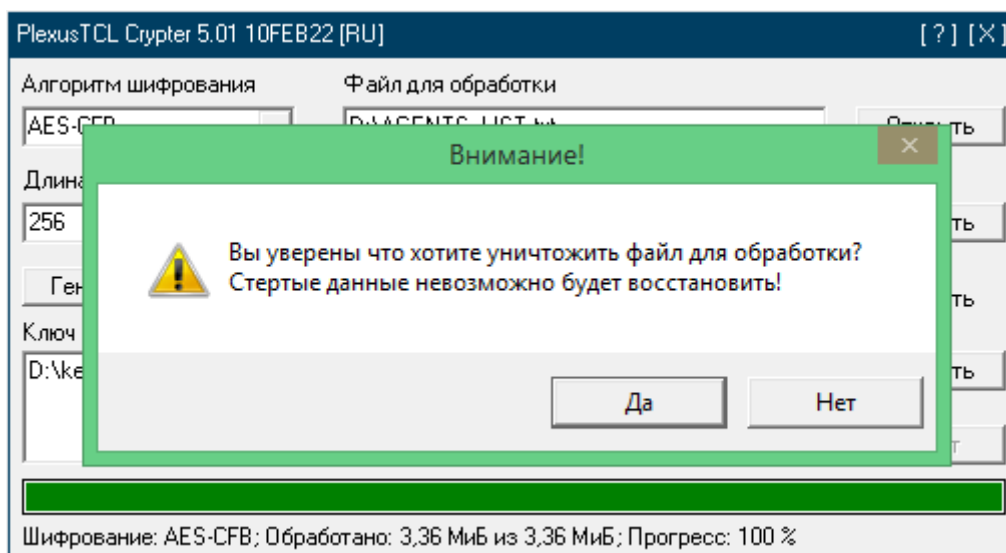 PlexusTCL Crypter 5.01 10FEB22 [RU] [ ? ] [X]
Алгоритм шифрования Файл для обработки
Внимание!
256
Вы уверены что хотите уничтожить файл для обработки?
Стертые данные невозможно будет восстановить!
Ключ
Да Нет
Шифрование: AES-CFB; Обработано: 3,36 МиБ из 3,36 МиБ; Прогресс: 100 %